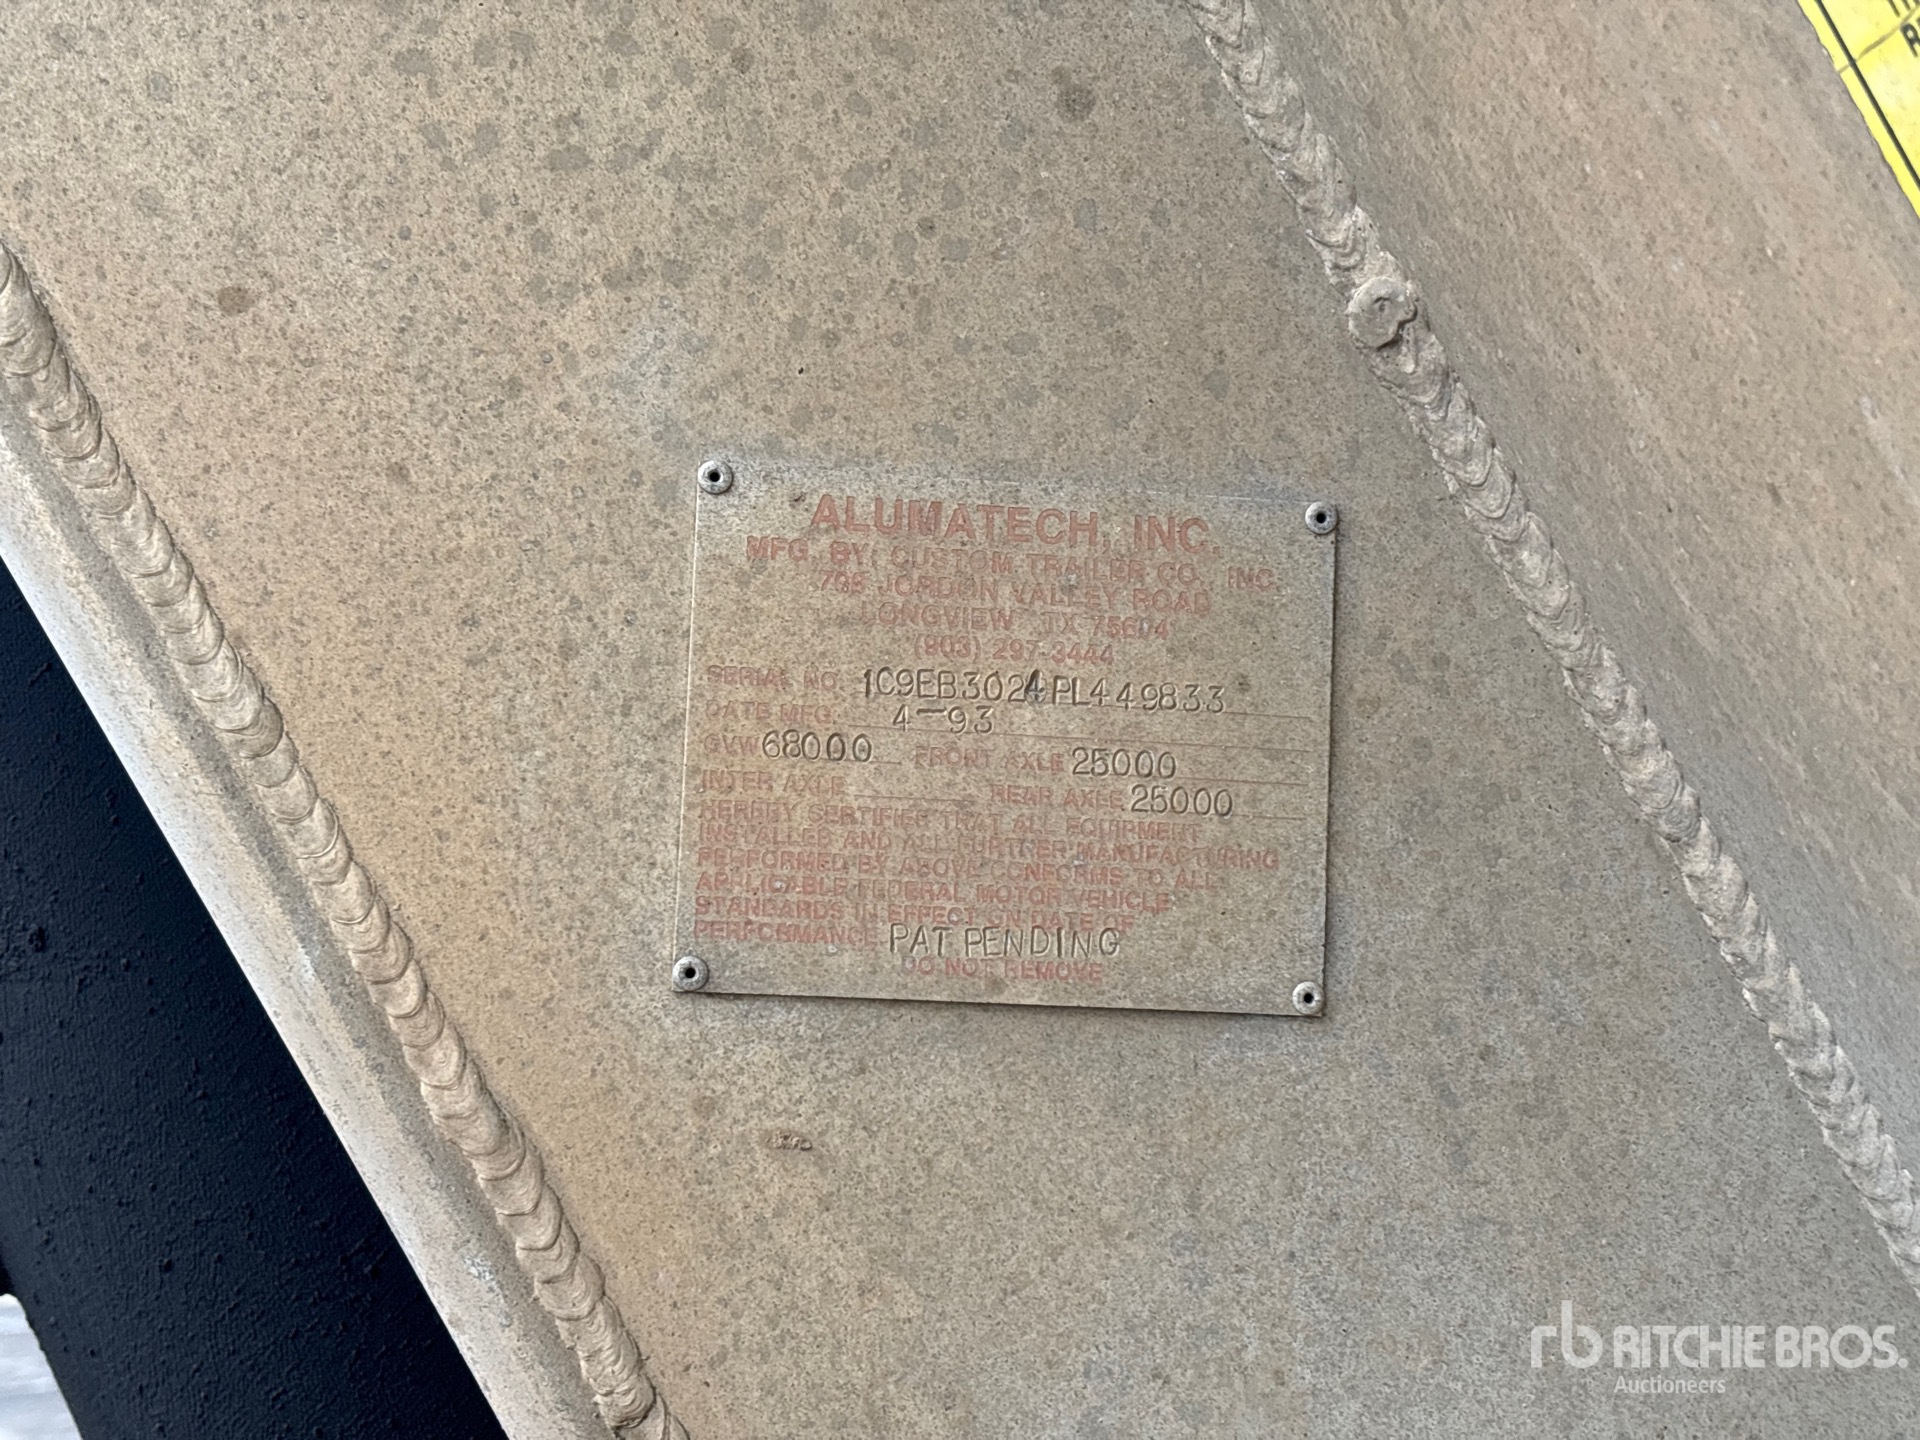 ALUMATECH, INC.
MFG. BY: CUSTOM TRAILER CO., INC.
JORDON VALLEY ROAD
LONGVIEW TX 75604
(903) 297-3444
SERIAL NO. 1C9EB3024PL449833
DATE MFG. 4-93
GVW 68000 FRONT AXLE 25000
INTER AXLE REAR AXLE 25000
HEREBY CERTIFIES THAT ALL EQUIPMENT
INSTALLED AND ALL FURTHER MANUFACTURING
PERFORMED BY ABOVE CONFORMS TO ALL
APPLICABLE FEDERAL MOTOR VEHICLE
STANDARDS IN EFFECT ON DATE OF
PERFORMANCE. PAT PENDING
DO NOT REMOVE
rb RITCHIE BROS.
Auctioneers